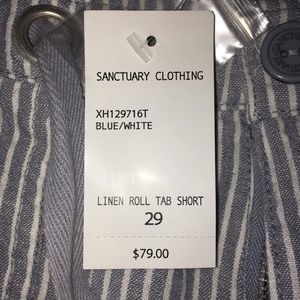 SANCTUARY CLOTHING
XH129716T
BLUE/WHITE
LINEN ROLL TAB SHORT
29
$79.00